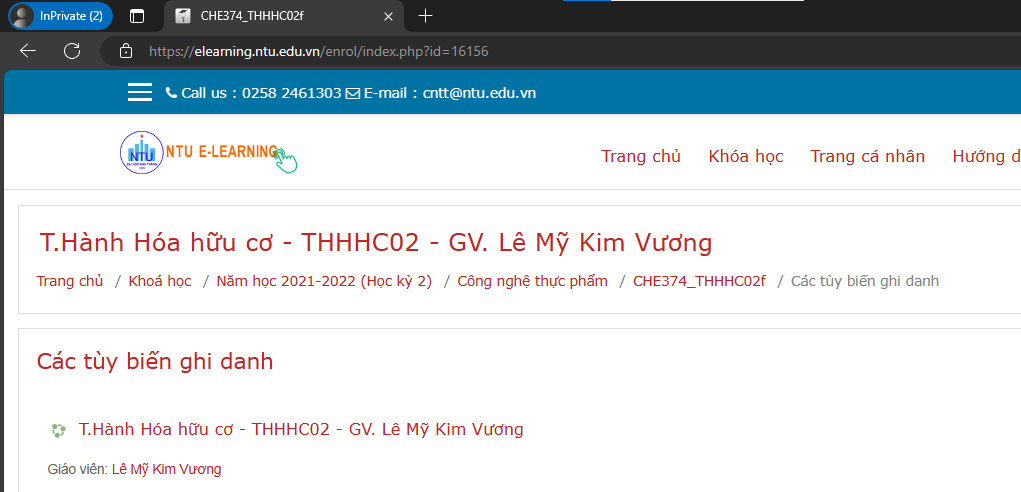 InPrivate (2)
CHE374_THHHC02f
https://elearning.ntu.edu.vn/enrol/index.php?id=16156
Call us : 0258 2461303 E-mail : cntt@ntu.edu.vn
NTU
NTU E-LEARNING
Trang chủ Khóa học Trang cá nhân Hướng d
T.Hành Hóa hữu cơ - THHHC02 - GV. Lê Mỹ Kim Vương
Trang chủ / Khoá học / Năm học 2021-2022 (Học kỳ 2) / Công nghệ thực phẩm / CHE374_THHHC02f / Các tùy biến ghi danh
Các tùy biến ghi danh
T.Hành Hóa hữu cơ - THHHC02 - GV. Lê Mỹ Kim Vương
Giáo viên: Lê Mỹ Kim Vương